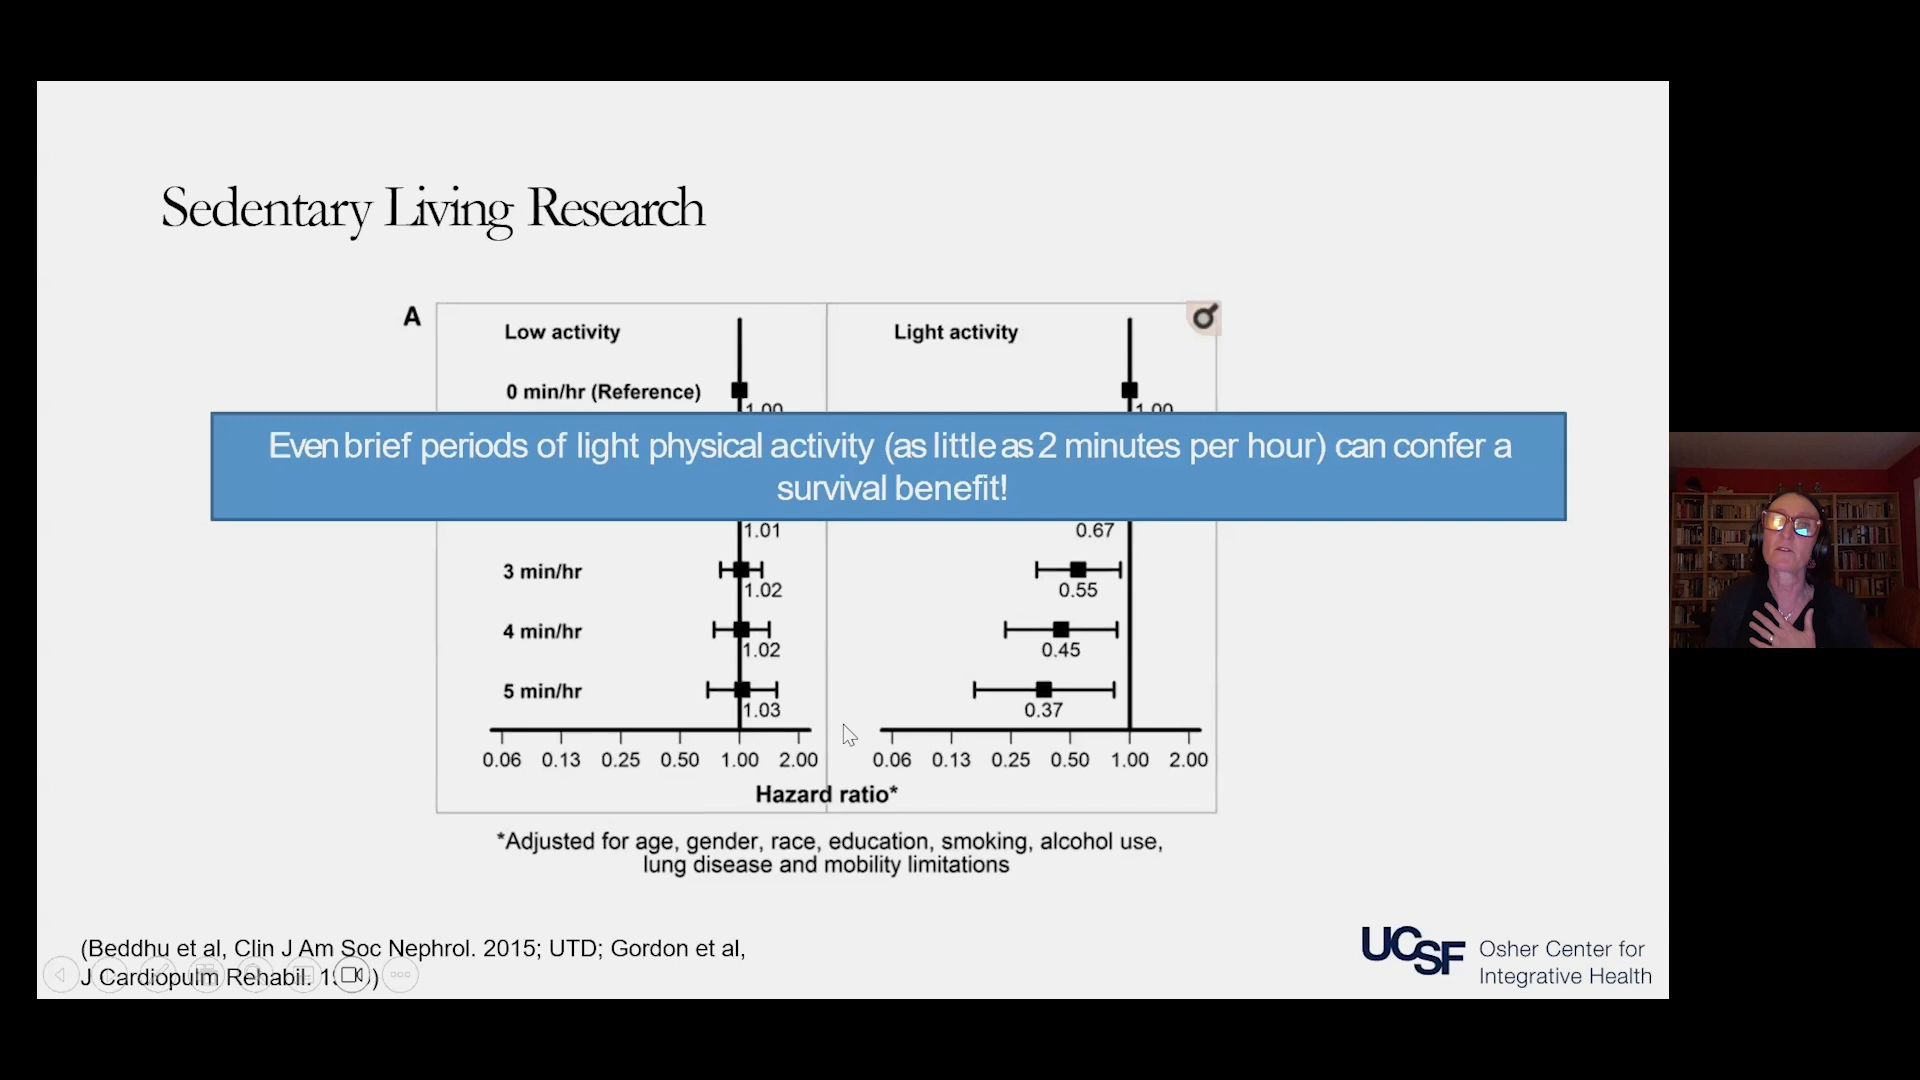 Sedentary Living Research
A
Low activity
Light activity
0 min/hr (Reference)
1.00
1.00
Even brief periods of light physical activity (as little as 2 minutes per hour) can confer a
survival benefit!
1.01
0.67
3 min/hr
1.02
0.55
4 min/hr
1.02
0.45
5 min/hr
1.03
0.37
0.06 0.13 0.25 0.50 1.00 2.00
0.06 0.13 0.25 0.50 1.00 2.00
Hazard ratio*
*Adjusted for age, gender, race, education, smoking, alcohol use,
lung disease and mobility limitations
(Beddhu et al, Clin J Am Soc Nephrol. 2015; UTD; Gordon et al,
J Cardiopulm Rehabil.
UCSF
Osher Center for
Integrative Health